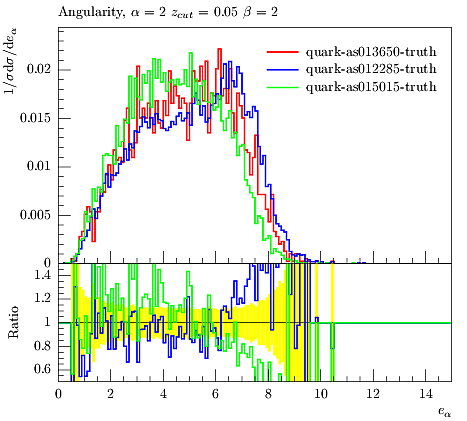 Angularity, α = 2 z_cut = 0.05 β = 2
1/σ dσ/de_α
quark-as013650-truth
quark-as012285-truth
quark-as015015-truth
0.02
0.015
0.01
0.005
0
Ratio
1.4
1.2
1
0.8
0.6
0 2 4 6 8 10 12 14
e_α